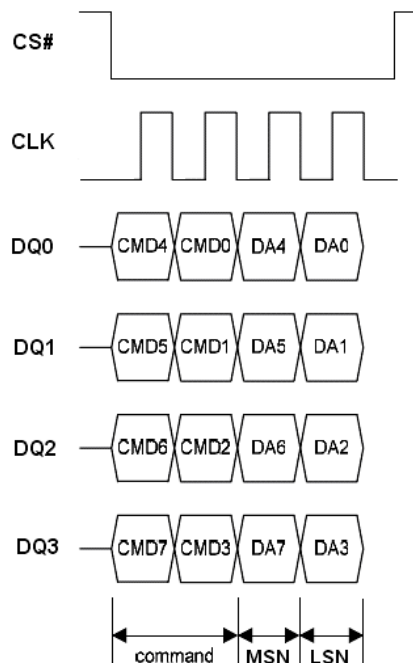 CS#
CLK
DQ0 CMD4 CMD0 DA4 DA0
DQ1 CMD5 CMD1 DA5 DA1
DQ2 CMD6 CMD2 DA6 DA2
DQ3 CMD7 CMD3 DA7 DA3
command MSN LSN